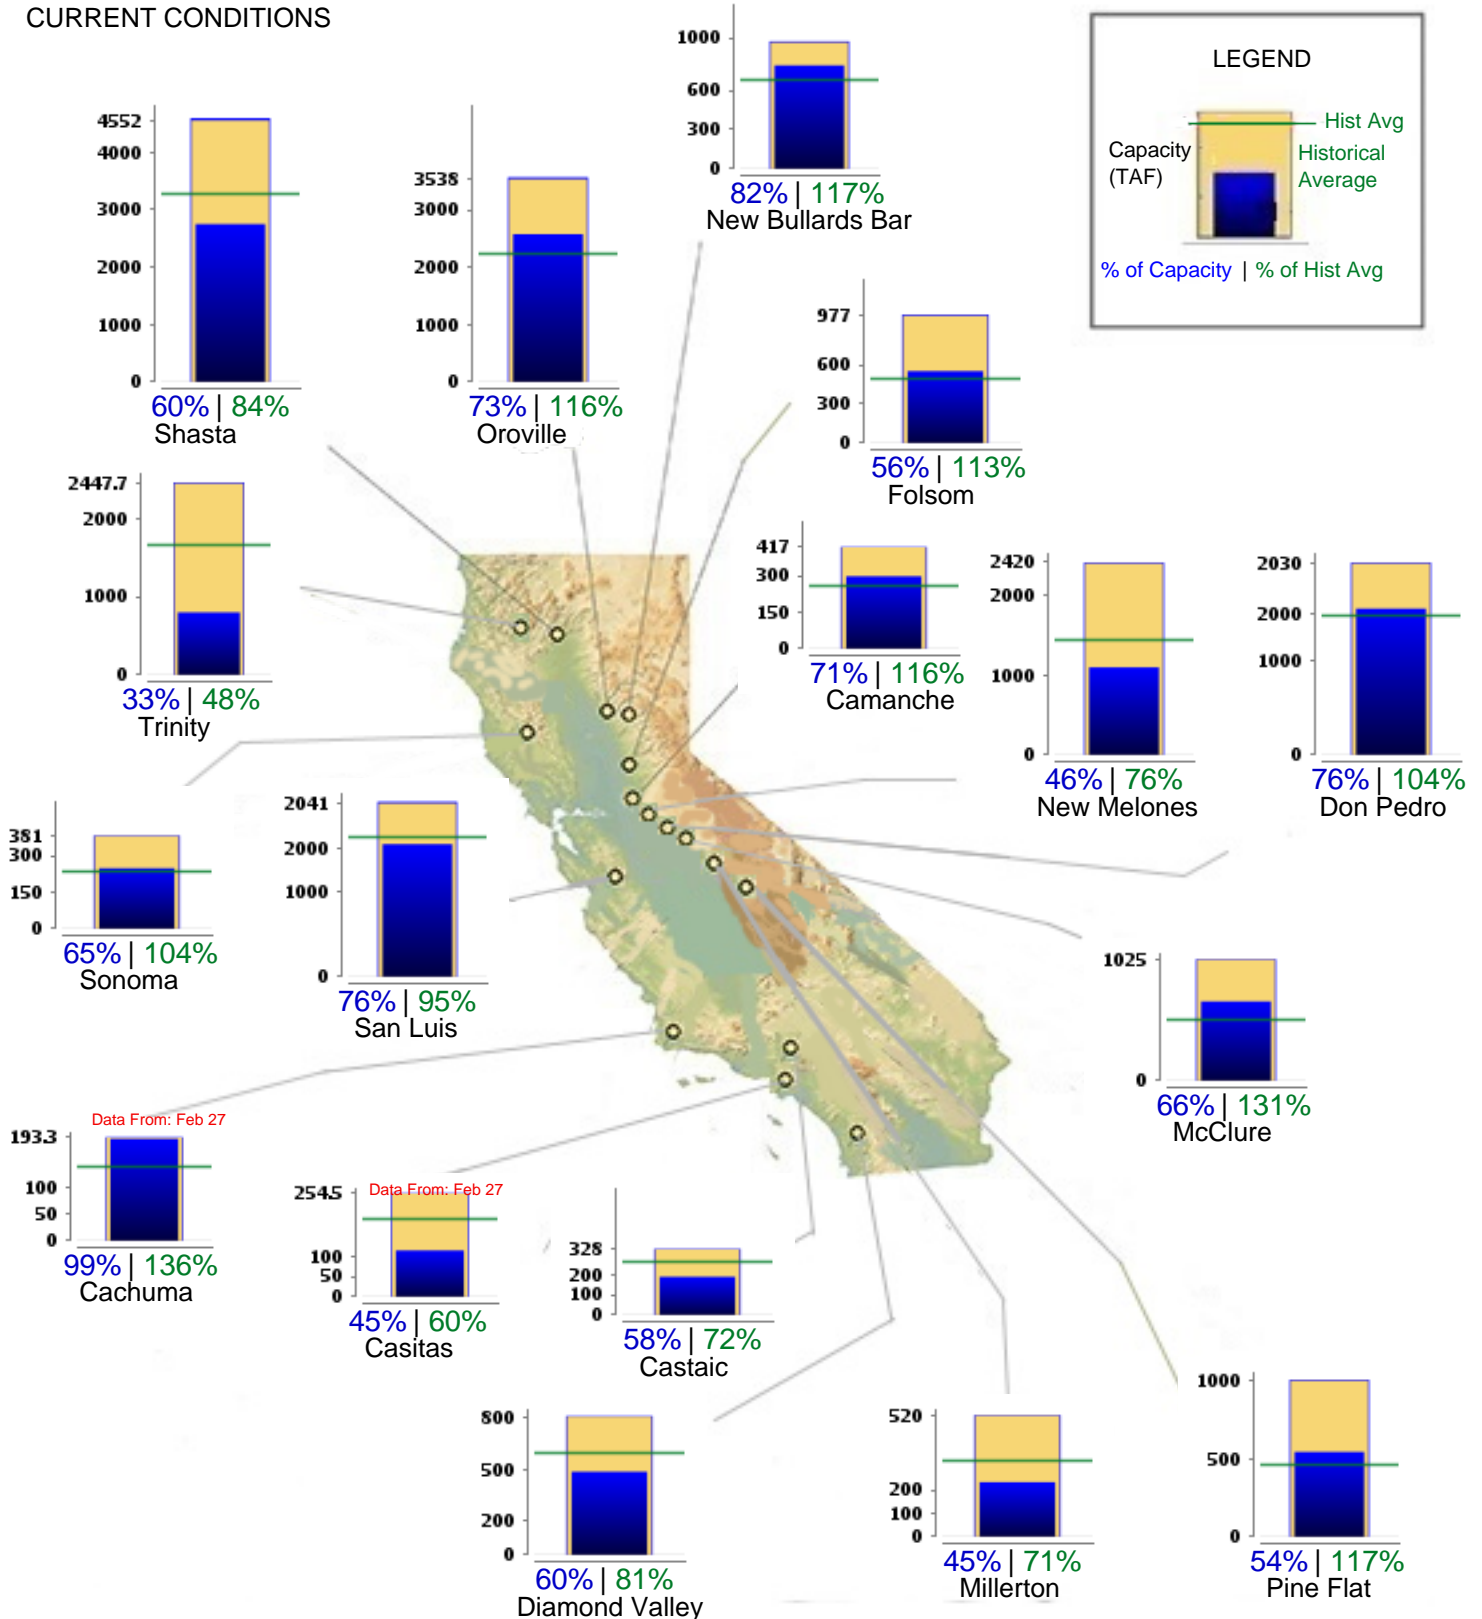 CURRENT CONDITIONS
LEGEND
Hist Avg
Capacity
(TAF)
Historical
Average
% of Capacity | % of Hist Avg
1000
600
300
0
82% | 117%
New Bullards Bar
4552
4000
3000
2000
1000
0
60% | 84%
Shasta
3538
3000
2000
1000
0
73% | 116%
Oroville
977
600
300
0
56% | 113%
Folsom
2447.7
2000
1000
0
33% | 48%
Trinity
417
300
150
0
71% | 116%
Camanche
2420
2000
1000
0
46% | 76%
New Melones
2030
2000
1000
0
76% | 104%
Don Pedro
381
300
150
0
65% | 104%
Sonoma
2041
2000
1000
0
76% | 95%
San Luis
1025
0
66% | 131%
McClure
Data From: Feb 27
193.3
100
50
0
99% | 136%
Cachuma
Data From: Feb 27
254.5
100
50
0
45% | 60%
Casitas
328
200
100
0
58% | 72%
Castaic
800
500
200
0
60% | 81%
Diamond Valley
520
200
100
0
45% | 71%
Millerton
1000
500
0
54% | 117%
Pine Flat